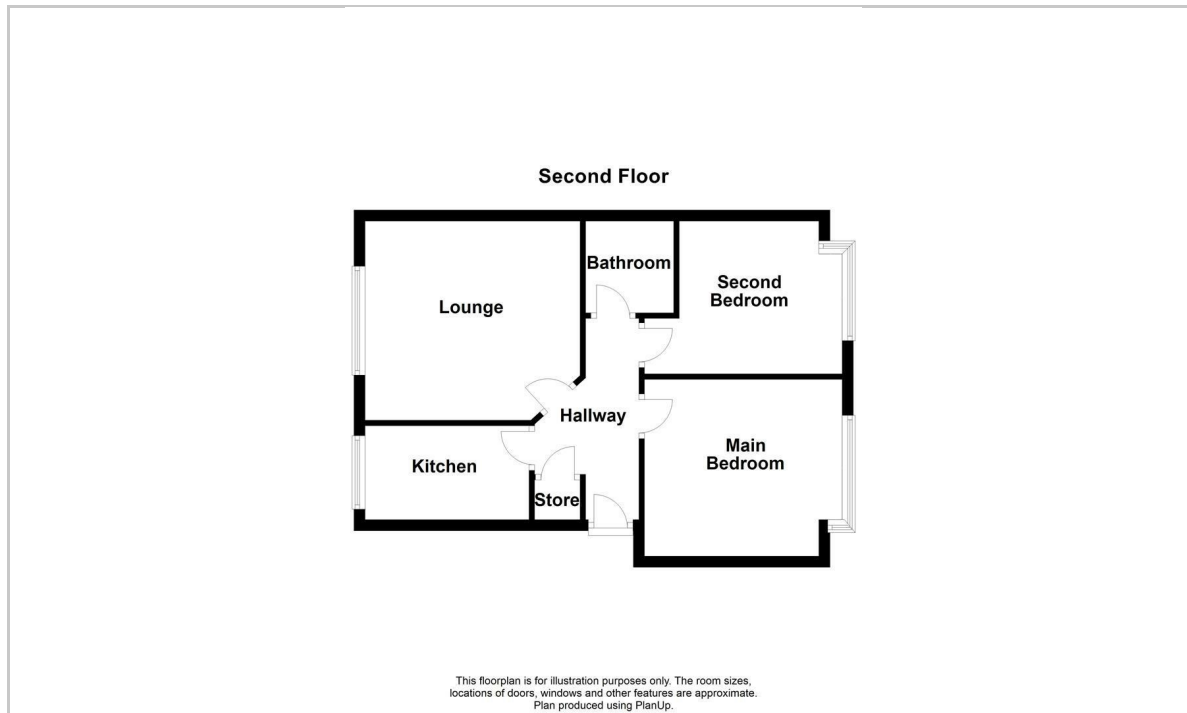 Second Floor
Bathroom
Second
Bedroom
Lounge
Hallway
Main
Bedroom
Kitchen
Store
This floorplan is for illustration purposes only. The room sizes,
locations of doors, windows and other features are approximate.
Plan produced using PlanUp.